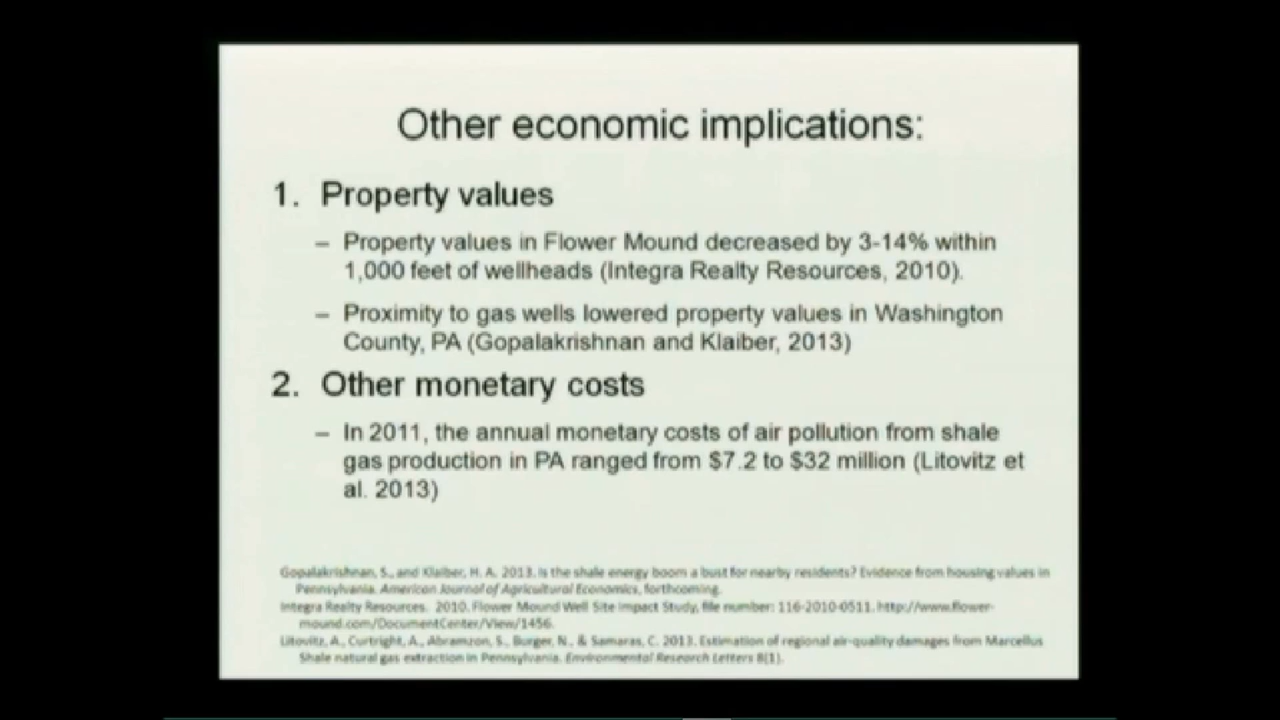 Other economic implications:
1. Property values
– Property values in Flower Mound decreased by 3-14% within
1,000 feet of wellheads (Integra Realty Resources, 2010).
– Proximity to gas wells lowered property values in Washington
County, PA (Gopalakrishnan and Klaiber, 2013)
2. Other monetary costs
– In 2011, the annual monetary costs of air pollution from shale
gas production in PA ranged from $7.2 to $32 million (Litovitz et
al. 2013)
Gopalakrishnan, S., and Klaiber, H. A. 2013. Is the shale energy boom a bust for nearby residents? Evidence from housing values in
Pennsylvania. American Journal of Agricultural Economics, forthcoming.
Integra Realty Resources. 2010. Flower Mound Well Site Impact Study, file number: 116-2010-0511. http://www.flower-
mound.com/DocumentCenter/View/1456.
Litovitz, A., Curtright, A., Abramzon, S., Burger, N., & Samaras, C. 2013. Estimation of regional air-quality damages from Marcellus
Shale natural gas extraction in Pennsylvania. Environmental Research Letters 8(1).